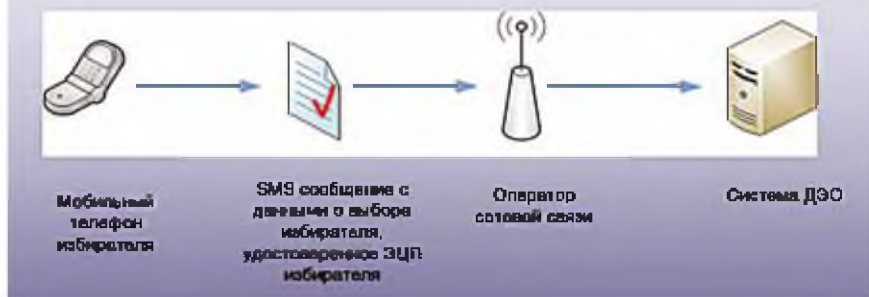 Мобильный
телефон
избирателя
SMS сообщение с
данными о выборе
избирателя,
удостоверенное ЭЦП
избирателя
Оператор
сотовой связи
Система ДЭО